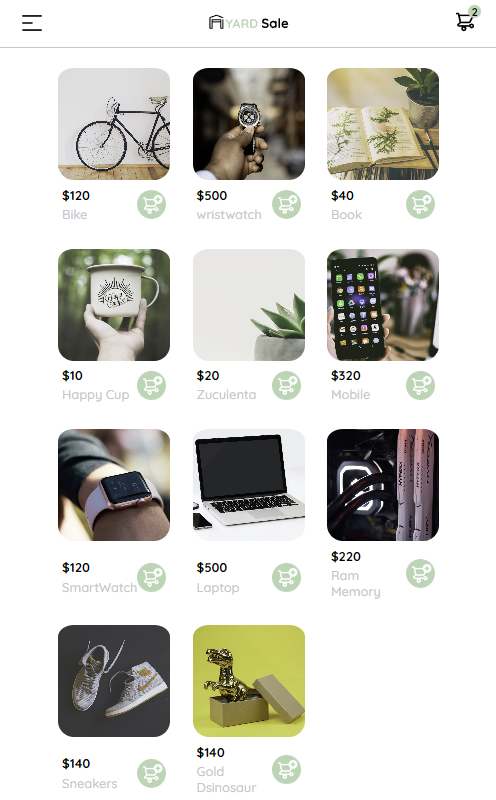 YARD Sale
2
$120
Bike
$500
wristwatch
$40
Book
$10
Happy Cup
$20
Zuculenta
$320
Mobile
$120
SmartWatch
$500
Laptop
$220
Ram
Memory
$140
Sneakers
$140
Gold
Dsinosaur